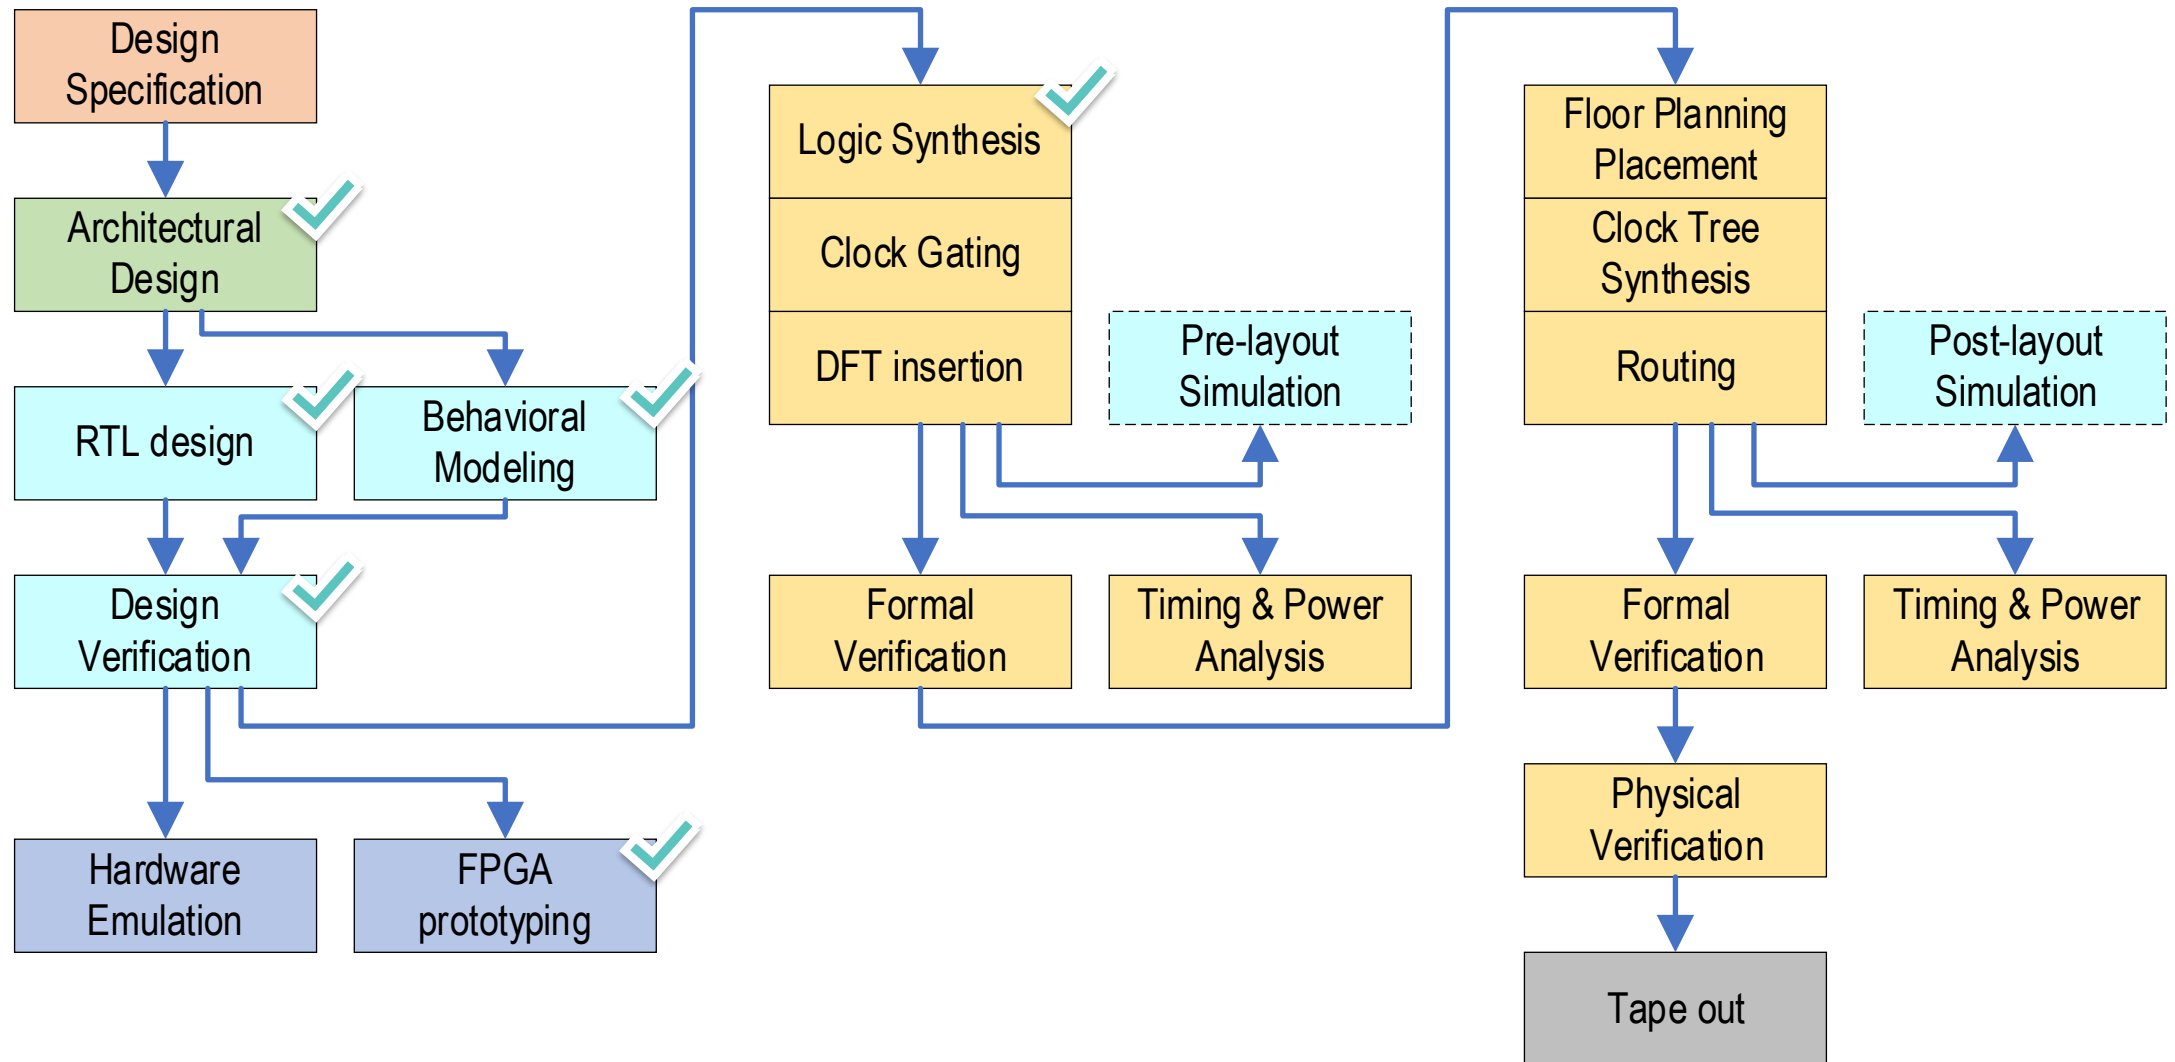 Design
Specification
Architectural
Design
RTL design
Behavioral
Modeling
Design
Verification
Hardware
Emulation
FPGA
prototyping
Logic Synthesis
Clock Gating
DFT insertion
Pre-layout
Simulation
Formal
Verification
Timing & Power
Analysis
Floor Planning
Placement
Clock Tree
Synthesis
Routing
Post-layout
Simulation
Formal
Verification
Timing & Power
Analysis
Physical
Verification
Tape out